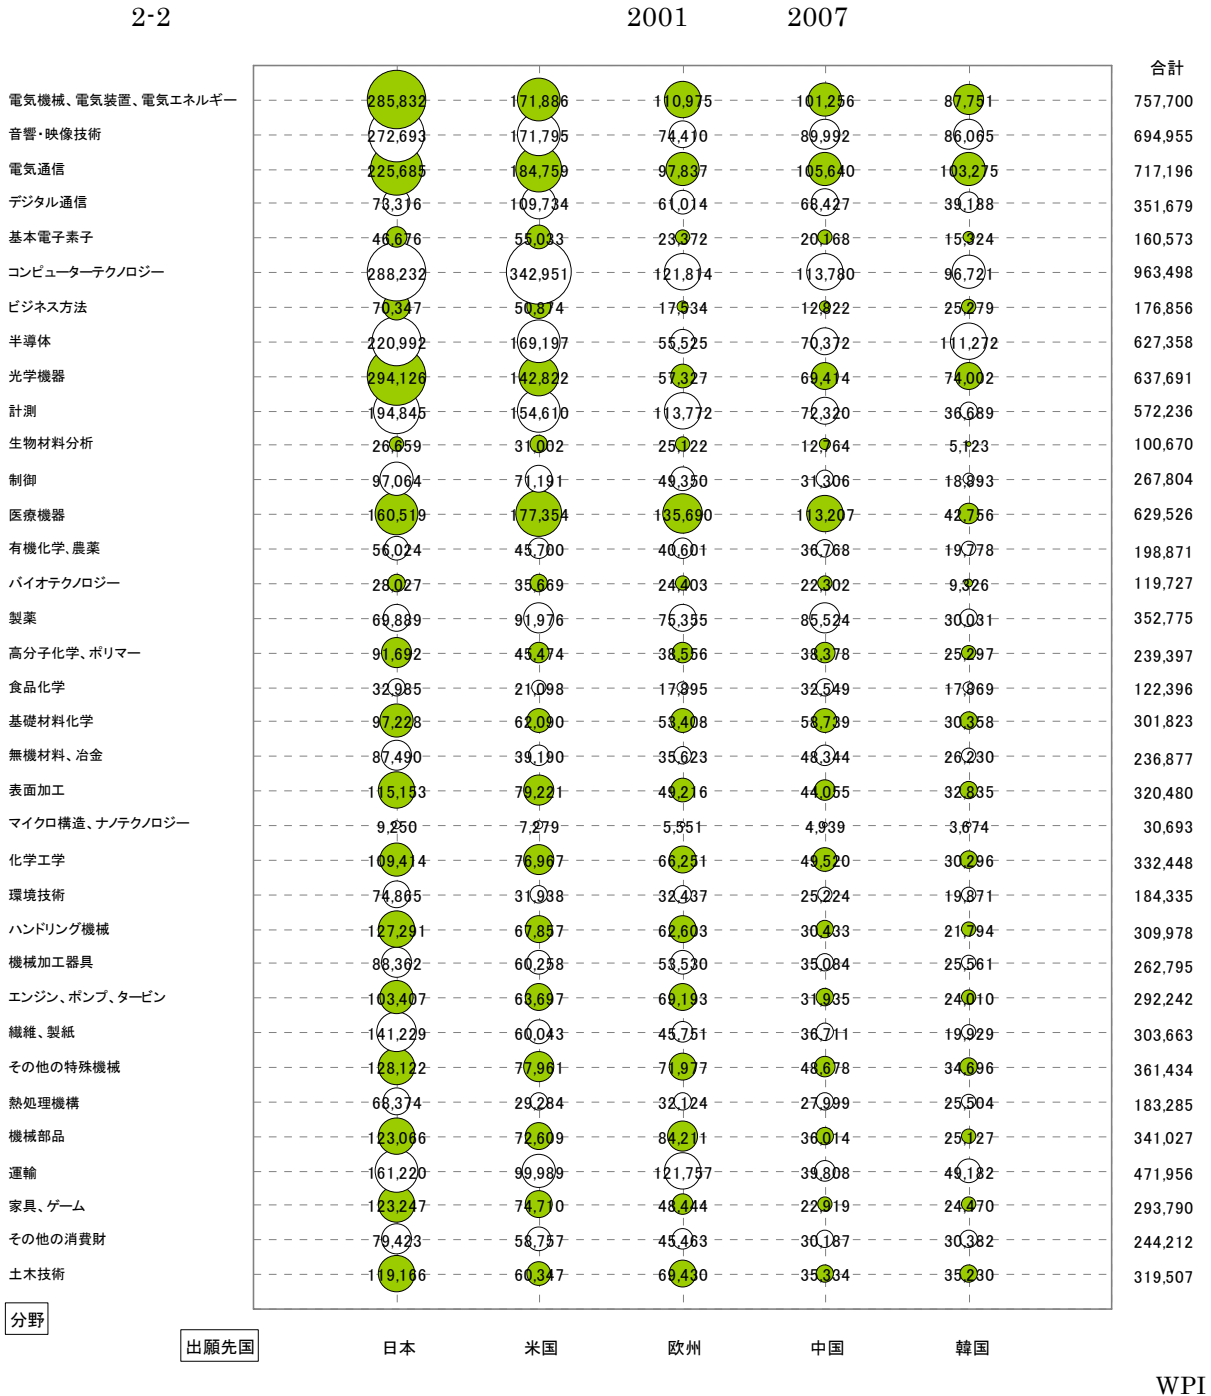 2-2 2001 2007
合計
電気機械、電気装置、電気エネルギー 285,832 171,886 110,975 101,256 87,751 757,700
音響・映像技術 272,693 171,795 74,410 89,992 86,065 694,955
電気通信 225,685 184,759 97,837 105,640 103,275 717,196
デジタル通信 73,316 109,734 61,014 68,427 39,188 351,679
基本電子素子 46,676 55,033 23,372 20,168 15,324 160,573
コンピューターテクノロジー 288,232 342,951 121,814 113,780 96,721 963,498
ビジネス方法 70,347 50,874 17,534 12,822 25,279 176,856
半導体 220,992 169,197 55,525 70,372 111,272 627,358
光学機器 294,126 142,822 57,327 69,414 74,002 637,691
計測 194,845 154,610 113,772 72,320 36,689 572,236
生物材料分析 26,659 31,002 25,122 12,764 5,123 100,670
制御 97,064 71,191 49,350 31,306 18,893 267,804
医療機器 160,519 177,354 135,690 113,207 42,756 629,526
有機化学、農薬 56,024 45,700 40,601 36,768 19,778 198,871
バイオテクノロジー 28,027 35,669 24,403 22,302 9,326 119,727
製薬 69,889 91,976 75,355 85,524 30,031 352,775
高分子化学、ポリマー 91,692 45,474 38,556 38,378 25,297 239,397
食品化学 32,985 21,098 17,895 32,549 17,869 122,396
基礎材料化学 97,228 62,090 53,408 58,739 30,358 301,823
無機材料、冶金 87,490 39,190 35,623 48,344 26,230 236,877
表面加工 115,153 79,221 49,216 44,055 32,835 320,480
マイクロ構造、ナノテクノロジー 9,250 7,279 5,551 4,939 3,674 30,693
化学工学 109,414 76,967 66,251 49,520 30,296 332,448
環境技術 74,865 31,938 32,437 25,224 19,871 184,335
ハンドリング機械 127,291 67,857 62,603 30,433 21,794 309,978
機械加工器具 88,362 60,258 53,530 35,084 25,561 262,795
エンジン、ポンプ、タービン 103,407 63,697 69,193 31,935 24,010 292,242
繊維、製紙 141,229 60,043 45,751 36,711 19,929 303,663
その他の特殊機械 128,122 77,961 71,977 48,678 34,696 361,434
熱処理機構 68,374 29,284 32,124 27,999 25,504 183,285
機械部品 123,066 72,609 84,211 36,014 25,127 341,027
運輸 161,220 99,989 121,757 39,808 49,182 471,956
家具、ゲーム 123,247 74,710 48,444 22,919 24,470 293,790
その他の消費財 79,423 58,757 45,463 30,187 30,382 244,212
土木技術 119,166 60,347 69,430 35,334 35,230 319,507
分野
出願先国 日本 米国 欧州 中国 韓国
WPI